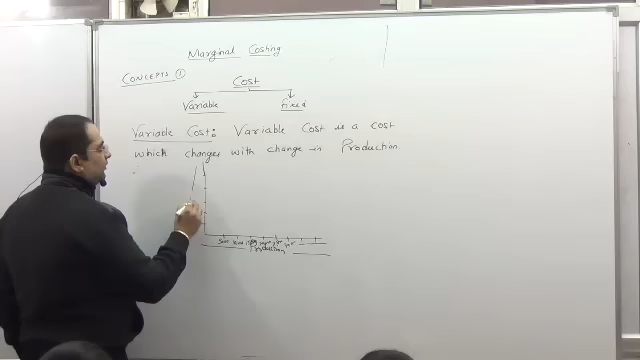 Marginal Costing
CONCEPTS ①
Cost
Variable Fixed
Variable Cost: Variable Cost is a cost
which changes with change in Production.
Production